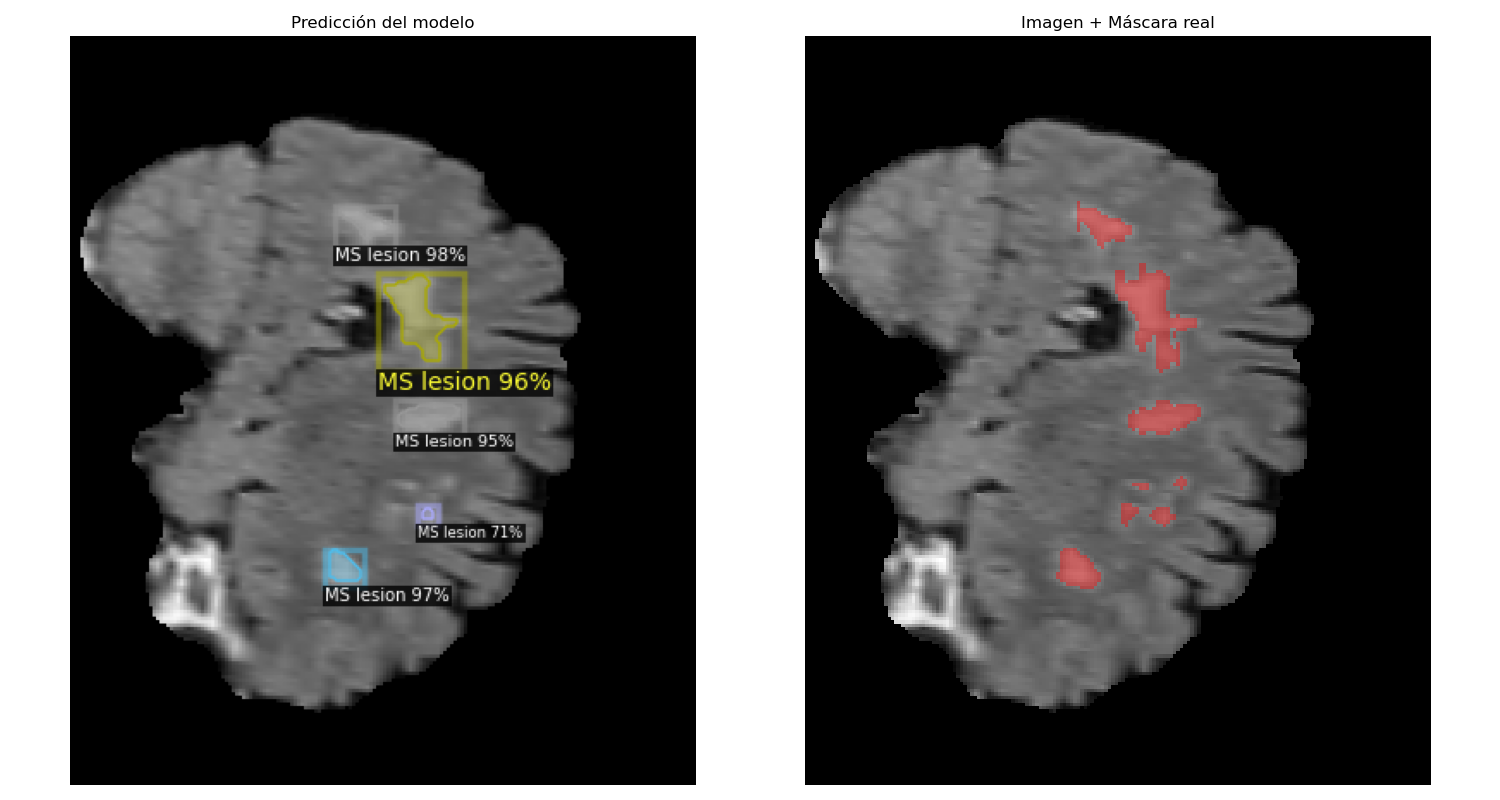 Predicción del modelo
Imagen + Máscara real
MS lesion 98%
MS lesion 96%
MS lesion 95%
MS lesion 71%
MS lesion 97%